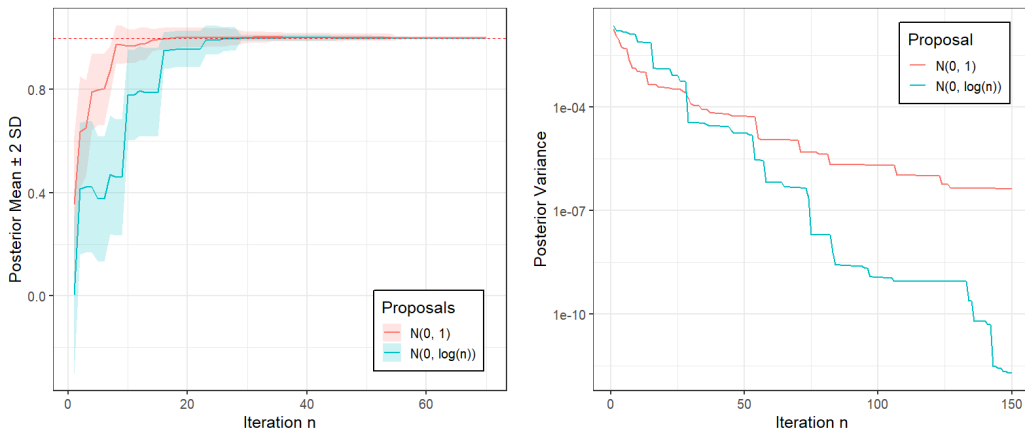 Posterior Mean ± 2 SD
0.8
0.4
0.0
0
20
40
60
Iteration n
Proposals
N(0, 1)
N(0, log(n))
Posterior Variance
1e-04
1e-07
1e-10
0
50
100
150
Iteration n
Proposal
N(0, 1)
N(0, log(n))